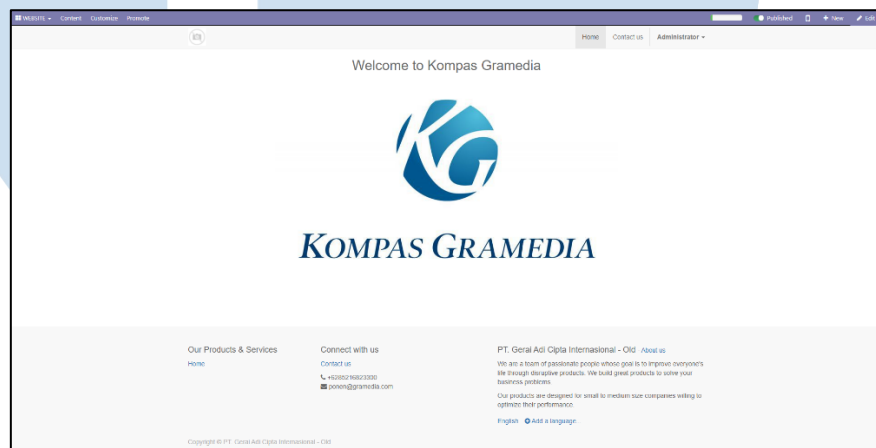 WEBSITE Content Customize Promote Published New Edit
Home Contact us Administrator
Welcome to Kompas Gramedia
KG
KOMPAS GRAMEDIA
Our Products & Services
Home
Connect with us
Contact us
+6285216823330
ponon@gramedia.com
PT. Gerai Adi Cipta Internasional - Old About us
We are a team of passionate people whose goal is to improve everyone's
life through disruptive products. We build great products to solve your
business problems.
Our products are designed for small to medium size companies willing to
optimize their performance.
English Add a language
Copyright © PT. Gerai Adi Cipta Internasional - Old